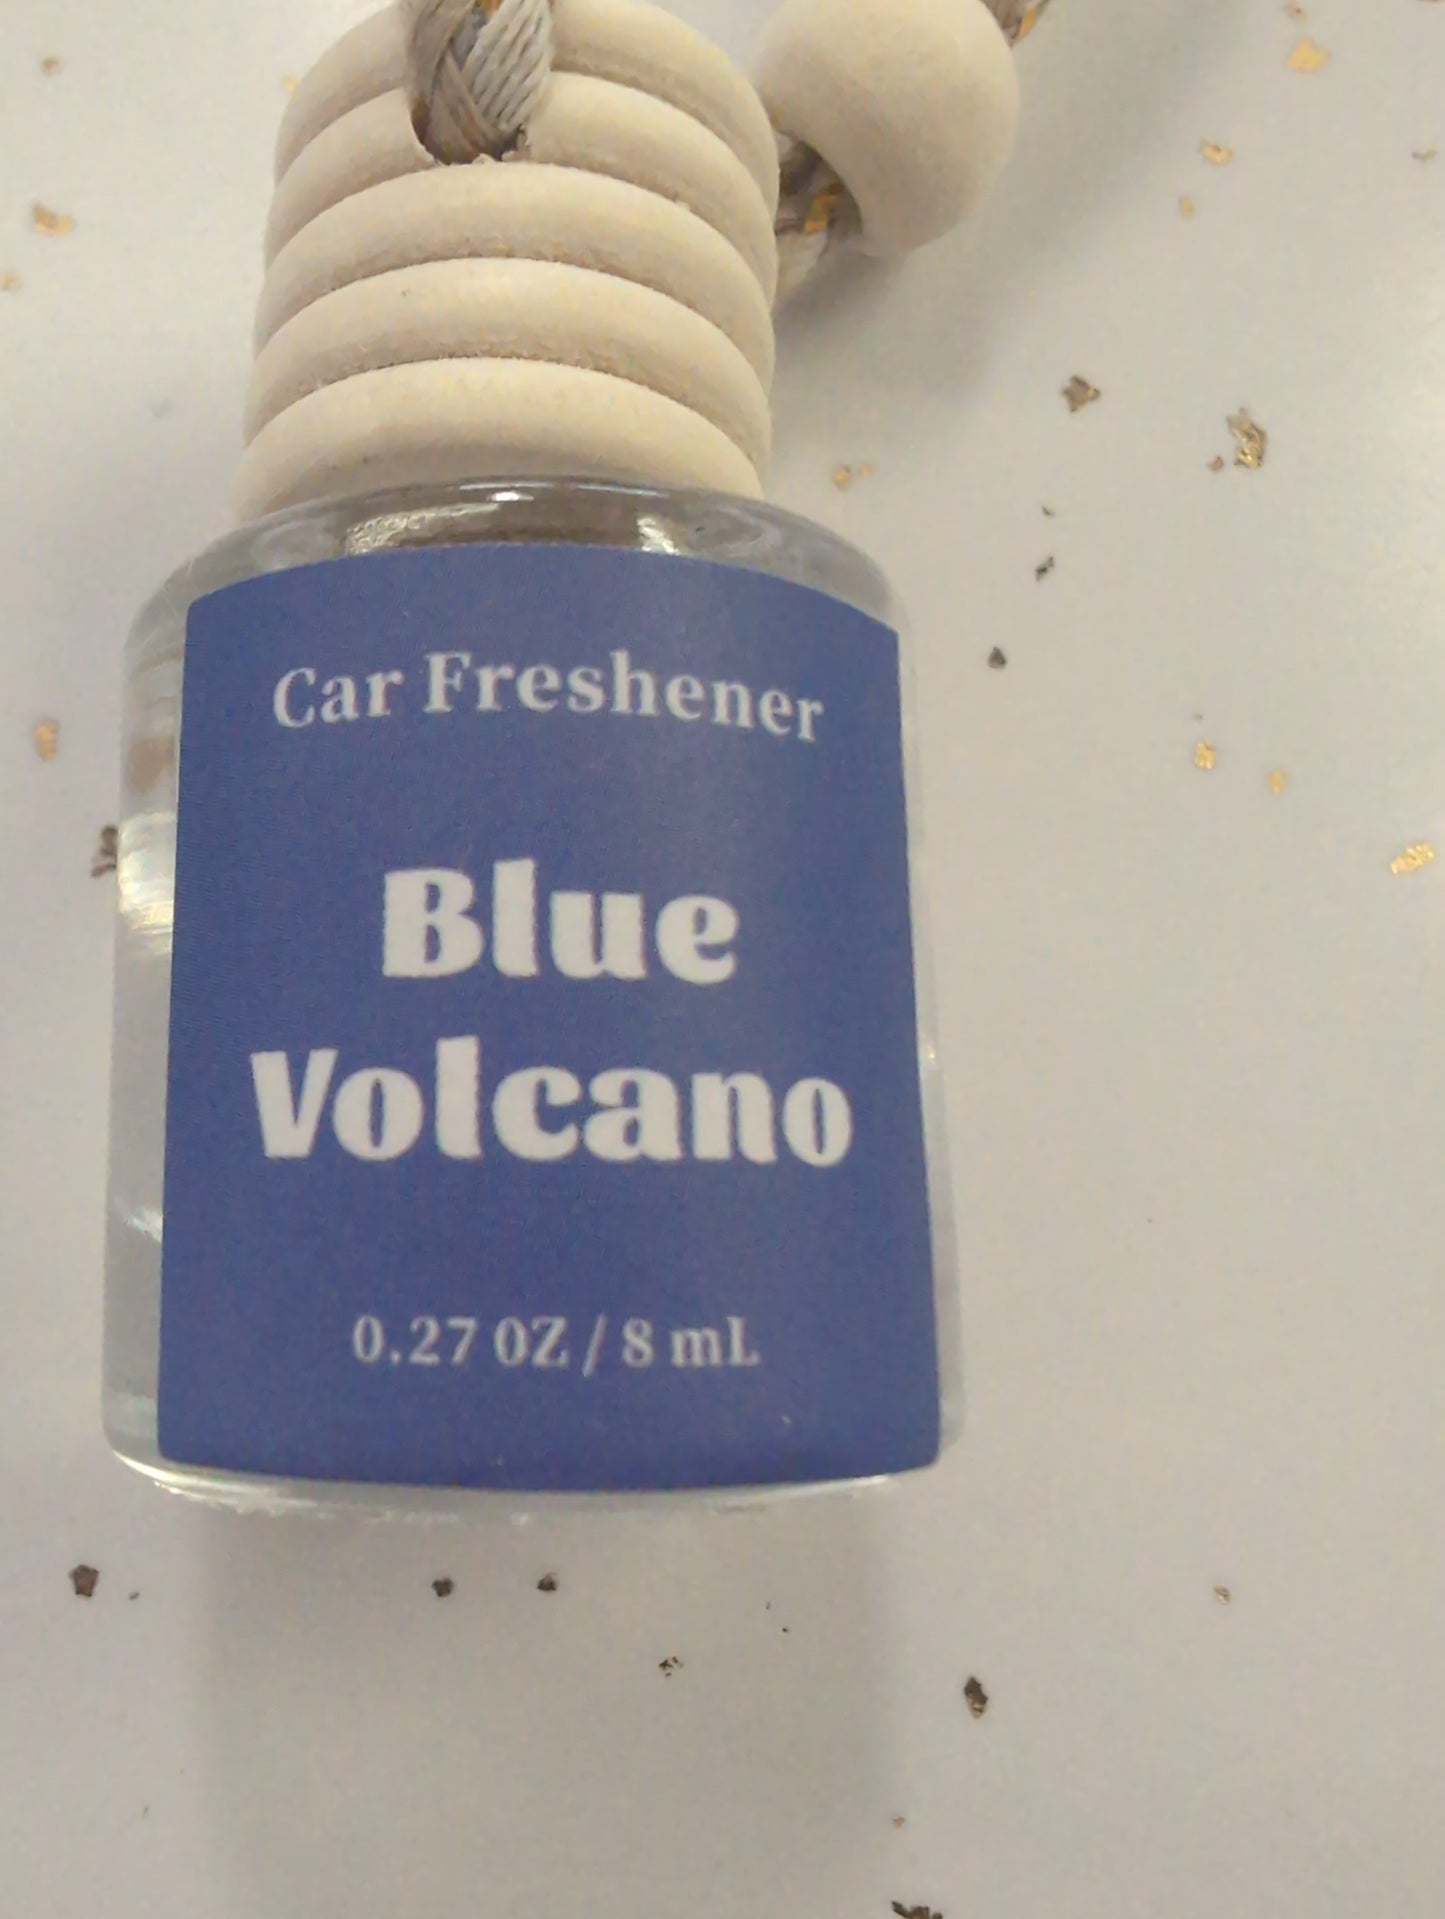 Car Freshener
Blue
Volcano
0.27 OZ / 8 mL